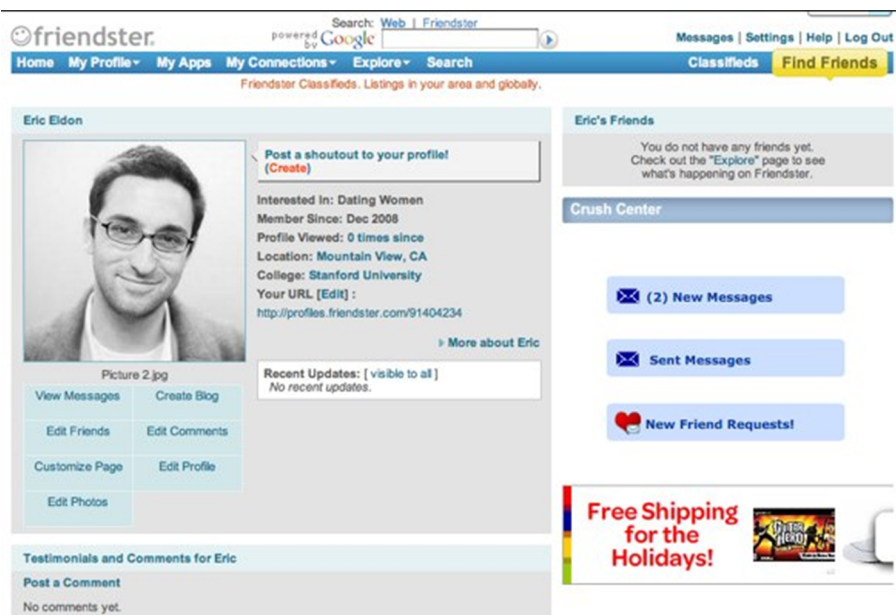 friendster.
Search: Web | Friendster
powered by Google
Messages | Settings | Help | Log Out
Home My Profile My Apps My Connections Explore Search Classifieds Find Friends
Friendster Classifieds. Listings in your area and globally.
Eric Eldon
Post a shoutout to your profile!
(Create)
Interested In: Dating Women
Member Since: Dec 2008
Profile Viewed: 0 times since
Location: Mountain View, CA
College: Stanford University
Your URL [Edit] :
http://profiles.friendster.com/91404234
More about Eric
Recent Updates: [ visible to all ]
No recent updates.
Picture 2.jpg
View Messages Create Blog
Edit Friends Edit Comments
Customize Page Edit Profile
Edit Photos
Testimonials and Comments for Eric
Post a Comment
No comments yet.
Eric's Friends
You do not have any friends yet.
Check out the "Explore" page to see
what's happening on Friendster.
Crush Center
(2) New Messages
Sent Messages
New Friend Requests!
Free Shipping
for the
Holidays!
Guitar
Hero